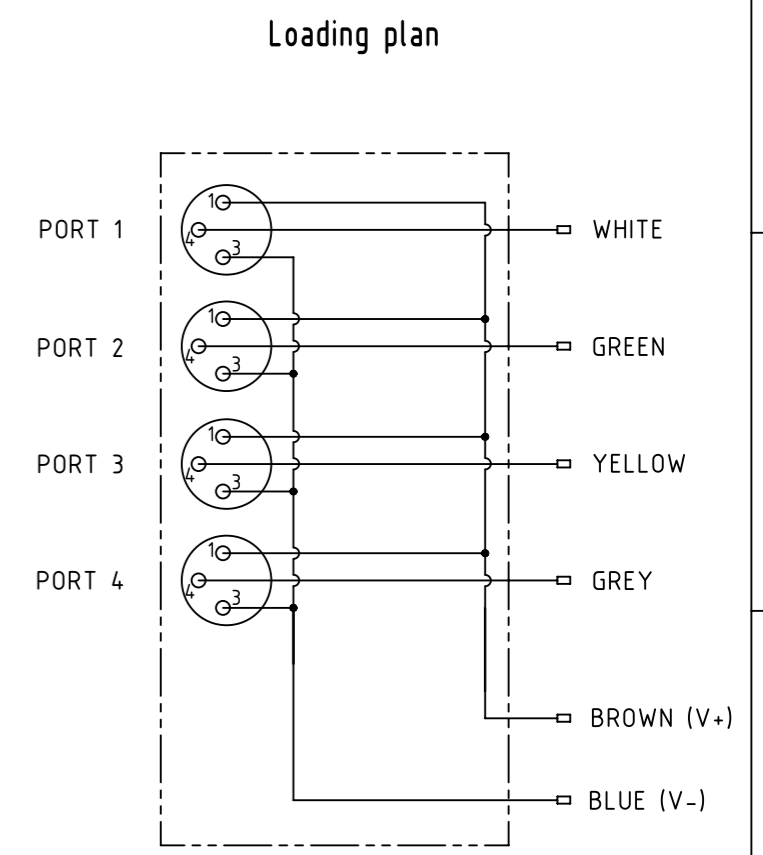 Loading plan
PORT 1
1
4
3
WHITE
PORT 2
1
4
3
GREEN
PORT 3
1
4
3
YELLOW
PORT 4
1
4
3
GREY
BROWN (V+)
BLUE (V-)